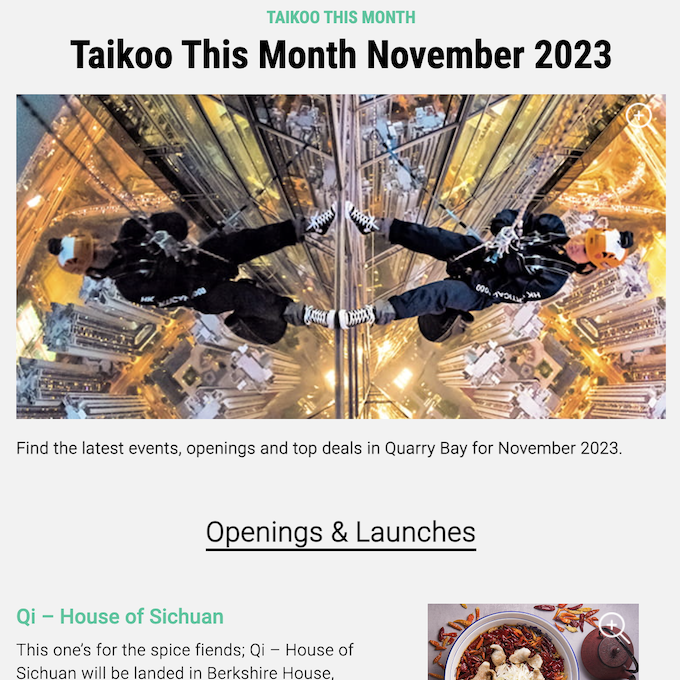 TAIKOO THIS MONTH
Taikoo This Month November 2023
Find the latest events, openings and top deals in Quarry Bay for November 2023.
Openings & Launches
Qi – House of Sichuan
This one's for the spice fiends; Qi – House of
Sichuan will be landed in Berkshire House,